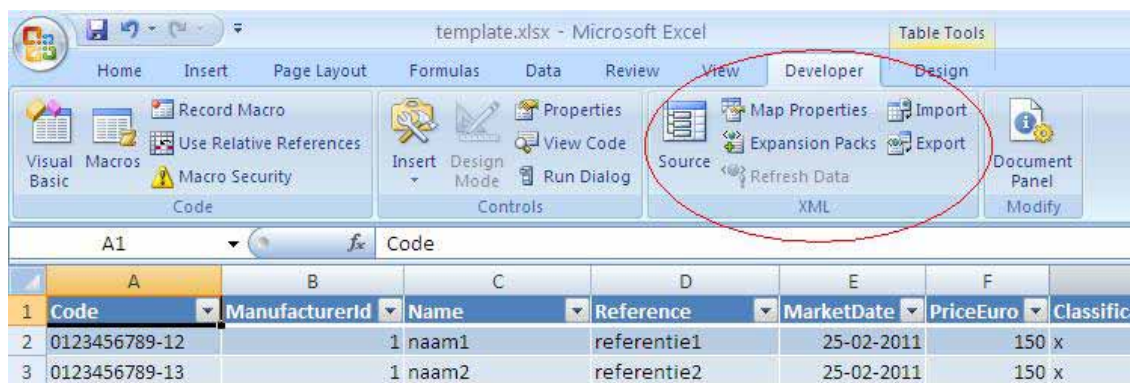 template.xlsx - Microsoft Excel Table Tools
Home Insert Page Layout Formulas Data Review View Developer Design
Visual Basic
Macros
Record Macro
Use Relative References
Macro Security
Code
Insert
Design Mode
Properties
View Code
Run Dialog
Controls
Source
Map Properties
Expansion Packs
Refresh Data
Import
Export
XML
Document Panel
Modify
A1 fx Code
A B C D E F
1 Code ManufacturerId Name Reference MarketDate PriceEuro Classific
2 0123456789-12 1 naam1 referentie1 25-02-2011 150 x
3 0123456789-13 1 naam2 referentie2 25-02-2011 150 x